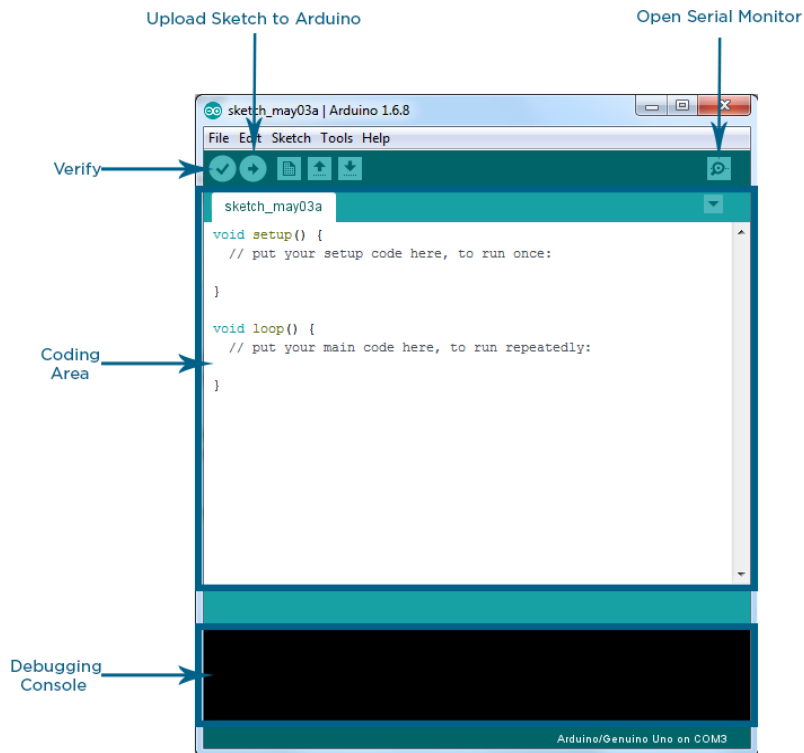 Upload Sketch to Arduino
Open Serial Monitor
sketch_may03a | Arduino 1.6.8
File Edit Sketch Tools Help
Verify
sketch_may03a
void setup() {
// put your setup code here, to run once:
}
void loop() {
// put your main code here, to run repeatedly:
}
Coding
Area
Debugging
Console
Arduino/Genuino Uno on COM3